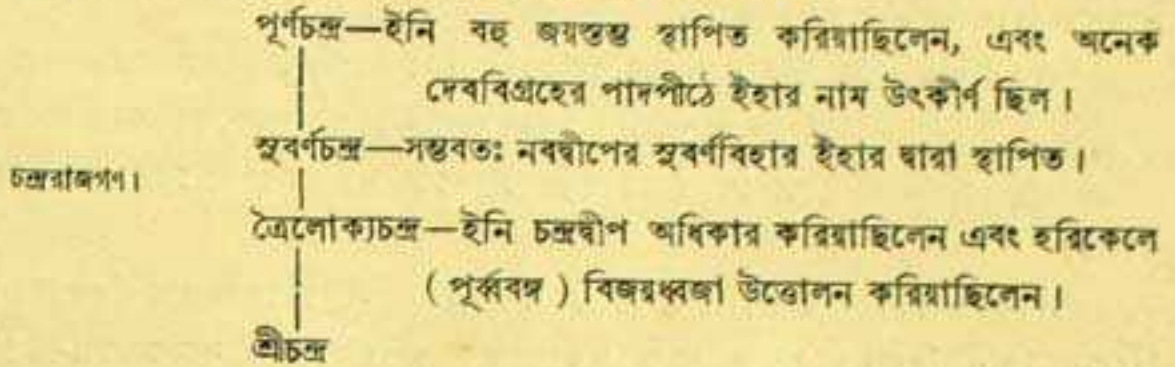 পূর্ণচন্দ্র—ইনি বহু জয়স্তম্ভ স্থাপিত করিয়াছিলেন, এবং অনেক
দেববিগ্রহের পাদপীঠে ইহার নাম উৎকীর্ণ ছিল।
সুবর্ণচন্দ্র—সম্ভবতঃ নবদ্বীপের সুবর্ণবিহার ইহার দ্বারা স্থাপিত।
চন্দ্ররাজগণ।
ত্রৈলোক্যচন্দ্র—ইনি চন্দ্রদ্বীপ অধিকার করিয়াছিলেন এবং হরিকেলে
( পূর্ব্ববঙ্গ ) বিজয়ধ্বজা উত্তোলন করিয়াছিলেন।
শ্রীচন্দ্র